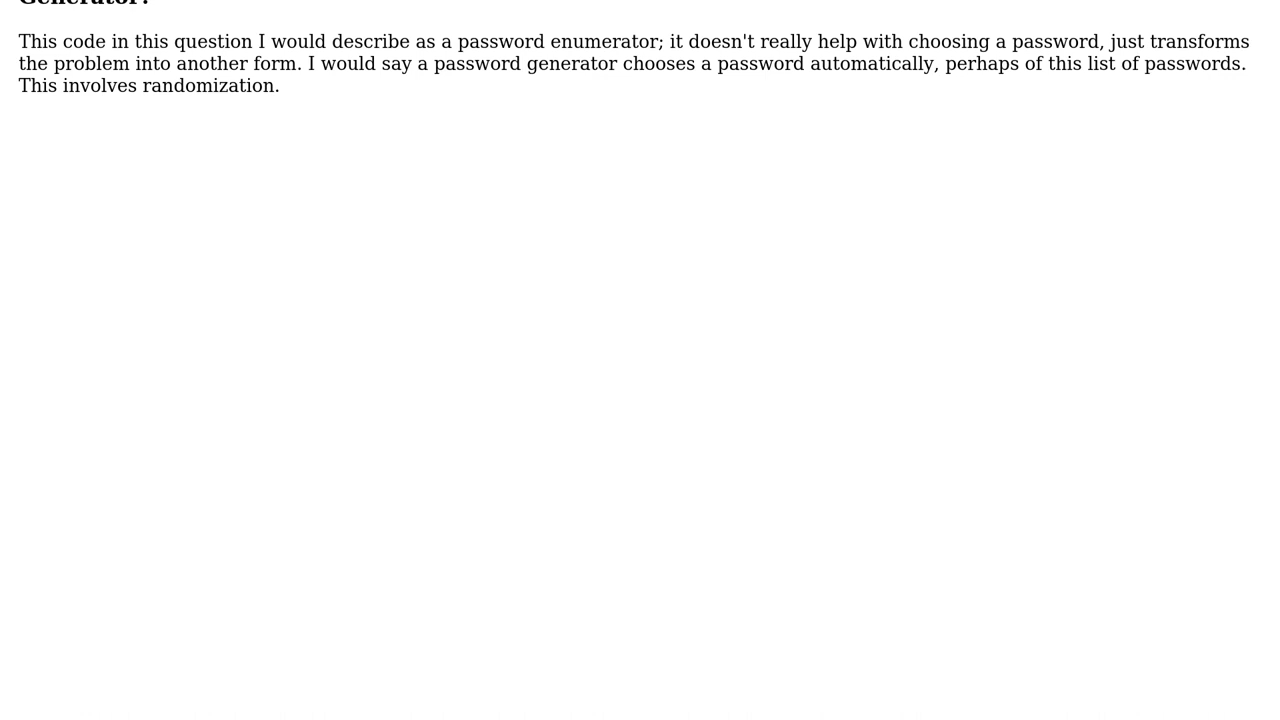 Generator?
This code in this question I would describe as a password enumerator; it doesn't really help with choosing a password, just transforms
the problem into another form. I would say a password generator chooses a password automatically, perhaps of this list of passwords.
This involves randomization.